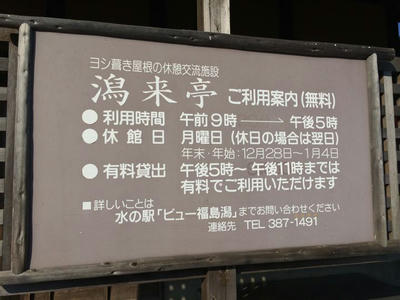 ヨシ葺き屋根の休憩交流施設
潟来亭 ご利用案内(無料)
●利用時間 午前9時──→午後5時
●休館日 月曜日(休日の場合は翌日)
年末・年始:12月28日〜1月4日
●有料貸出 午後5時〜午後11時までは
有料でご利用いただけます
■詳しいことは
水の駅「ビュー福島潟」までお問い合わせください
連絡先 TEL 387-1491